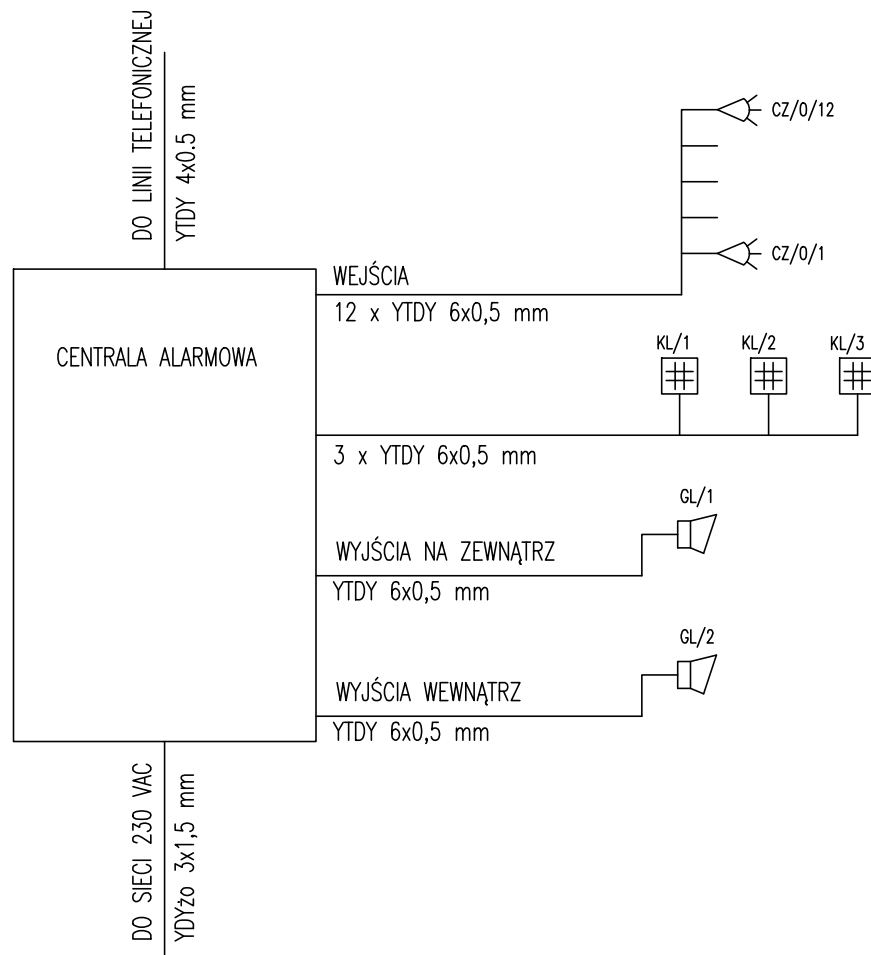 DO LINII TELEFONICZNEJ
YTDY 4x0.5 mm
CZ/0/12
CZ/0/1
WEJŚCIA
12 x YTDY 6x0,5 mm
CENTRALA ALARMOWA
KL/1
KL/2
KL/3
3 x YTDY 6x0,5 mm
GL/1
WYJŚCIA NA ZEWNĄTRZ
YTDY 6x0,5 mm
GL/2
WYJŚCIA WEWNĄTRZ
YTDY 6x0,5 mm
DO SIECI 230 VAC
YDYżo 3x1,5 mm